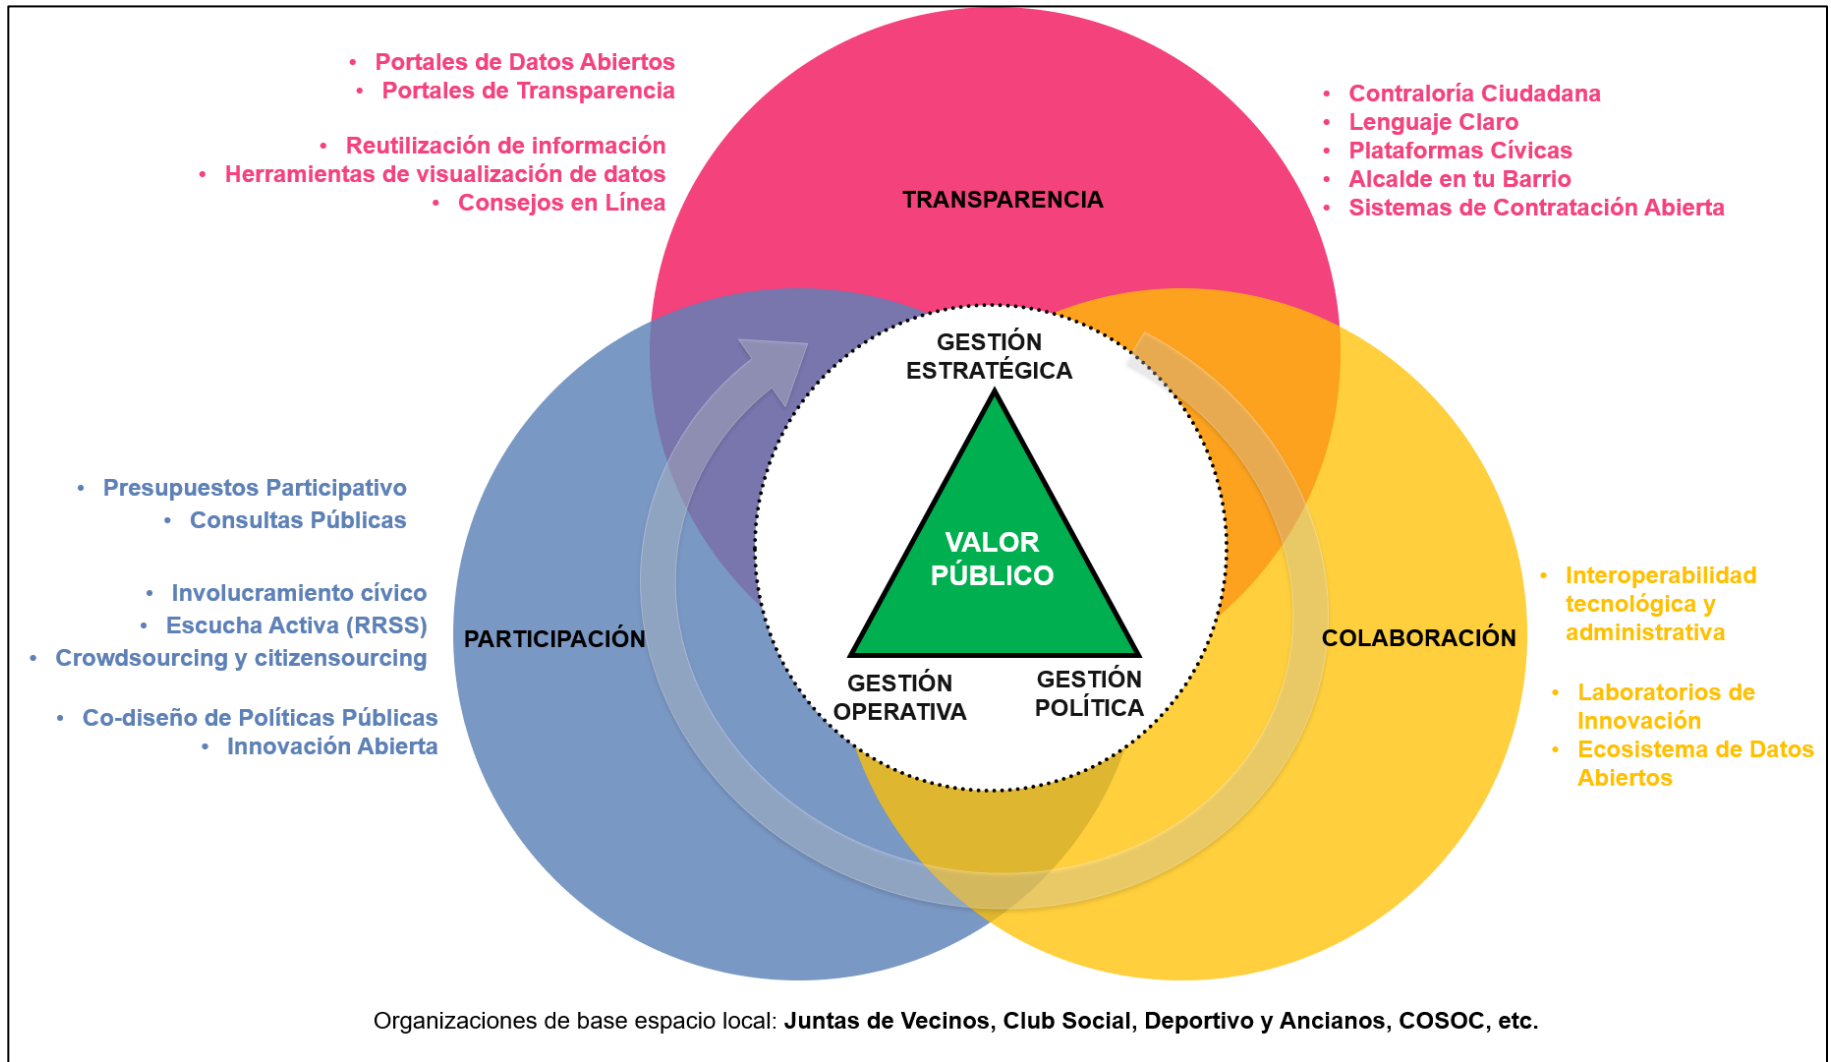 • Portales de Datos Abiertos
• Portales de Transparencia
• Reutilización de información
• Herramientas de visualización de datos
• Consejos en Línea
• Contraloría Ciudadana
• Lenguaje Claro
• Plataformas Cívicas
• Alcalde en tu Barrio
• Sistemas de Contratación Abierta
TRANSPARENCIA
GESTIÓN
ESTRATÉGICA
VALOR
PÚBLICO
GESTIÓN
OPERATIVA
GESTIÓN
POLÍTICA
• Presupuestos Participativo
• Consultas Públicas
• Involucramiento cívico
• Escucha Activa (RRSS)
• Crowdsourcing y citizensourcing
• Co-diseño de Políticas Públicas
• Innovación Abierta
PARTICIPACIÓN
COLABORACIÓN
• Interoperabilidad
tecnológica y
administrativa
• Laboratorios de
Innovación
• Ecosistema de Datos
Abiertos
Organizaciones de base espacio local: Juntas de Vecinos, Club Social, Deportivo y Ancianos, COSOC, etc.